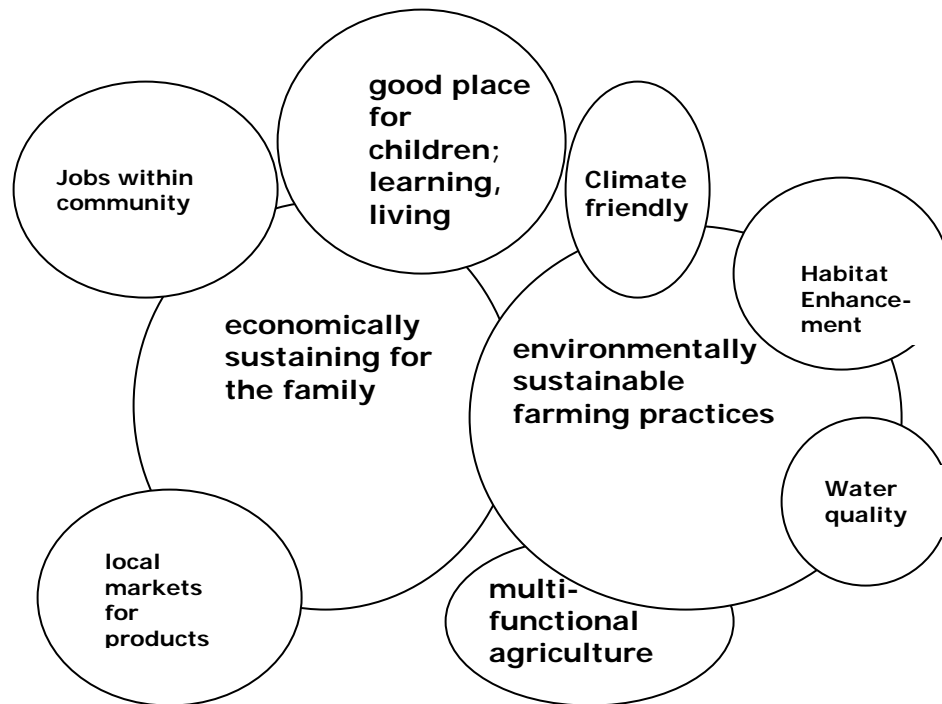 good place
for
children;
learning,
living
Jobs within
community
Climate
friendly
Habitat
Enhance-
ment
economically
sustaining for
the family
environmentally
sustainable
farming practices
Water
quality
local
markets
for
products
multi-
functional
agriculture